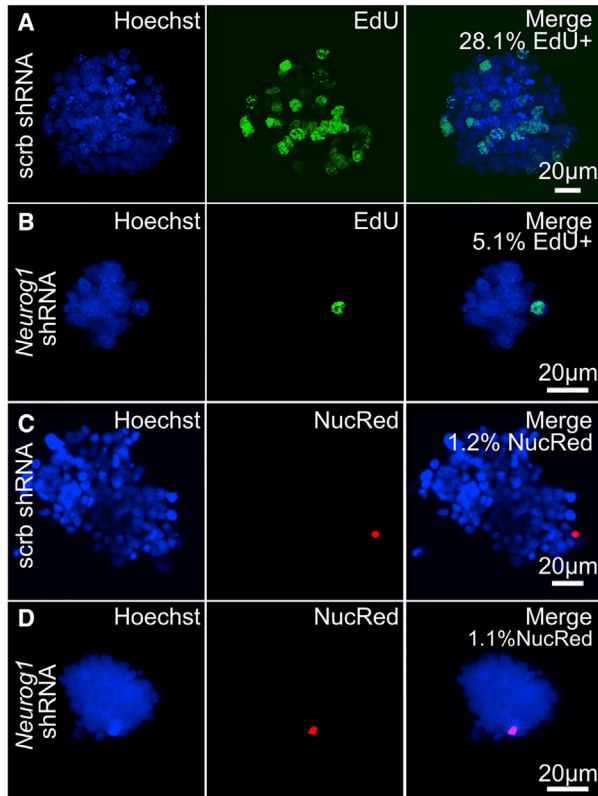 A
Hoechst
EdU
Merge
28.1% EdU+
scrb shRNA
20µm
B
Hoechst
EdU
Merge
5.1% EdU+
Neurog1
shRNA
20µm
C
Hoechst
NucRed
Merge
1.2% NucRed
scrb shRNA
20µm
D
Hoechst
NucRed
Merge
1.1%NucRed
Neurog1
shRNA
20µm